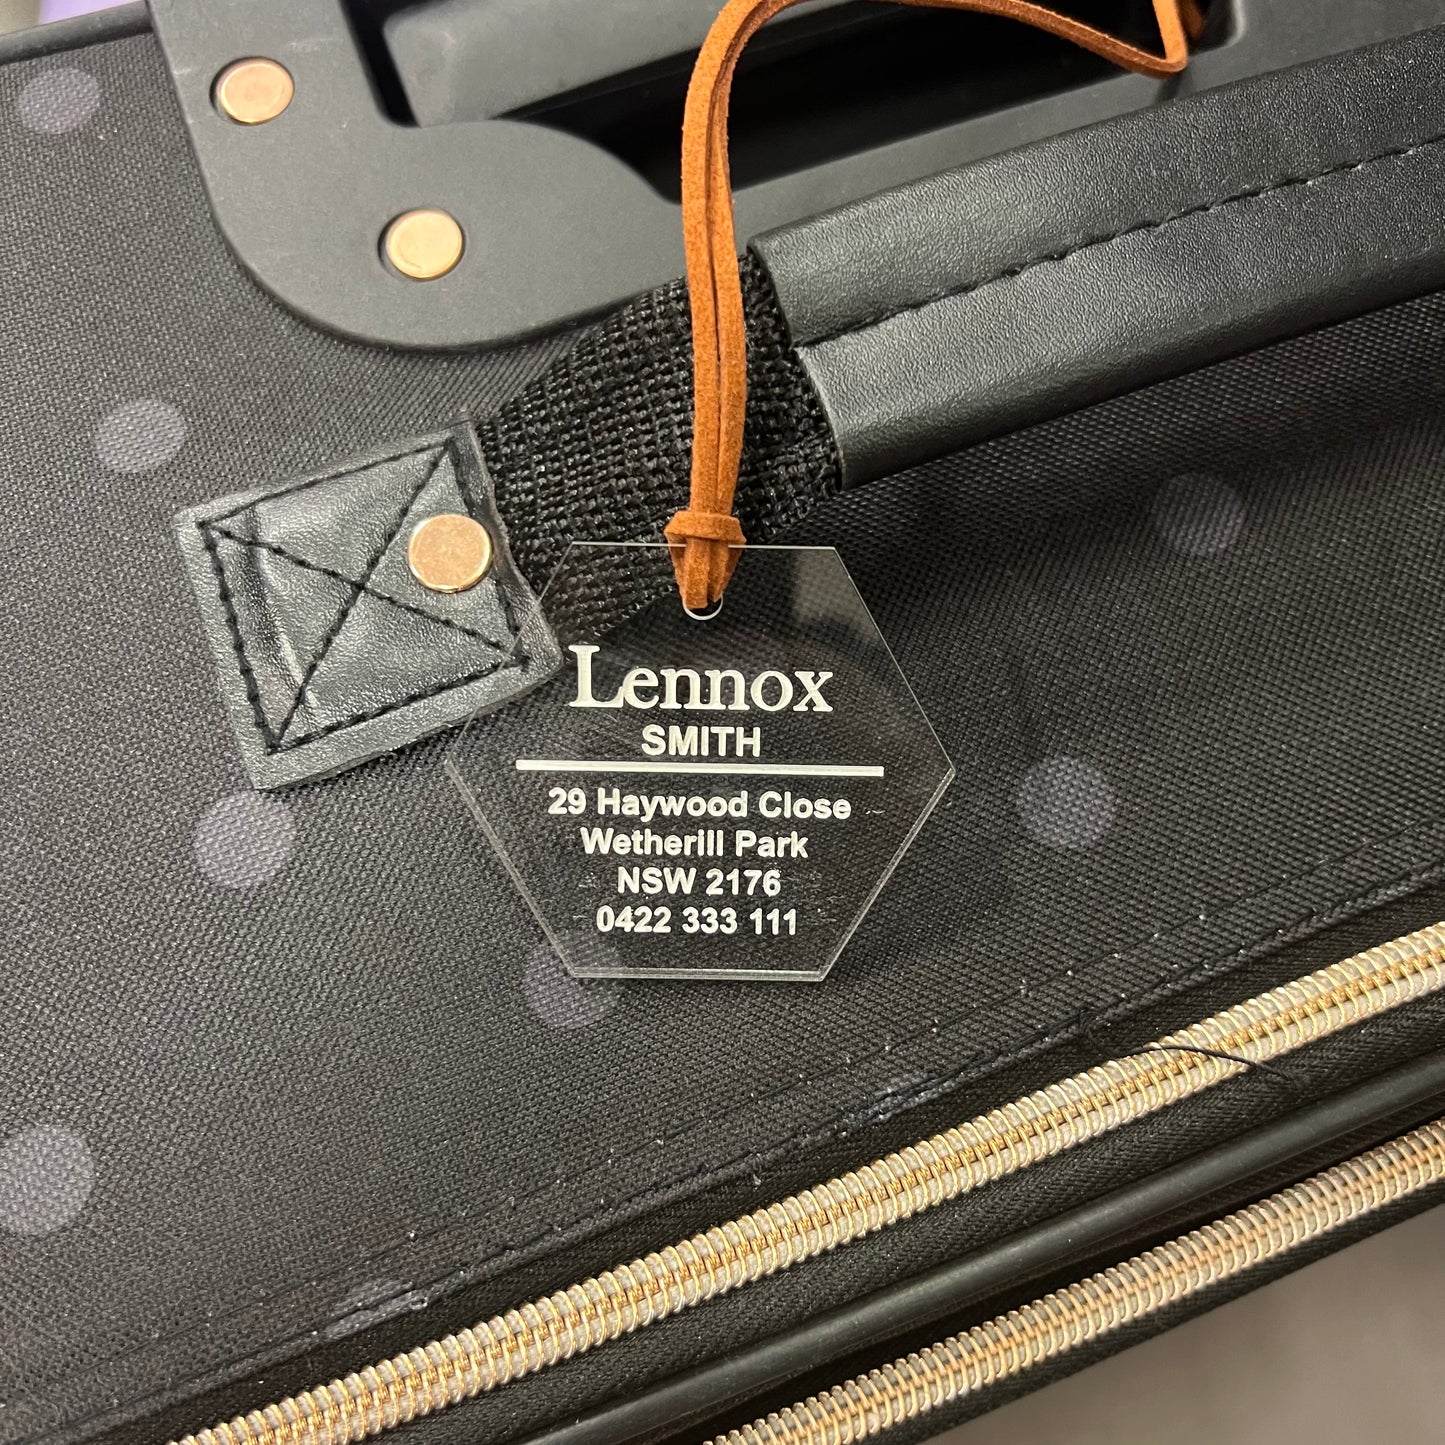 Lennox
SMITH
29 Haywood Close
Wetherill Park
NSW 2176
0422 333 111